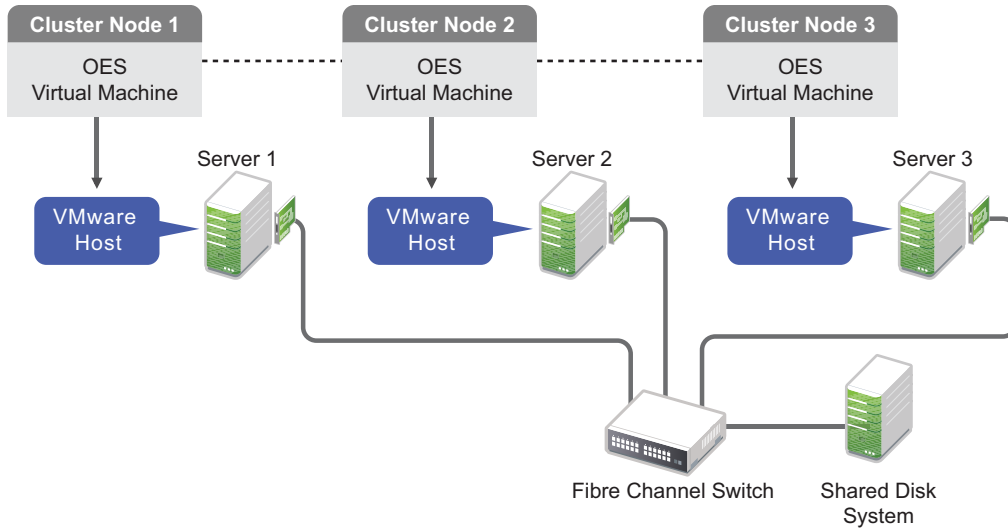 Cluster Node 1
Cluster Node 2
Cluster Node 3
OES
Virtual Machine
OES
Virtual Machine
OES
Virtual Machine
Server 1
Server 2
Server 3
VMware
Host
VMware
Host
VMware
Host
Fibre Channel Switch
Shared Disk
System